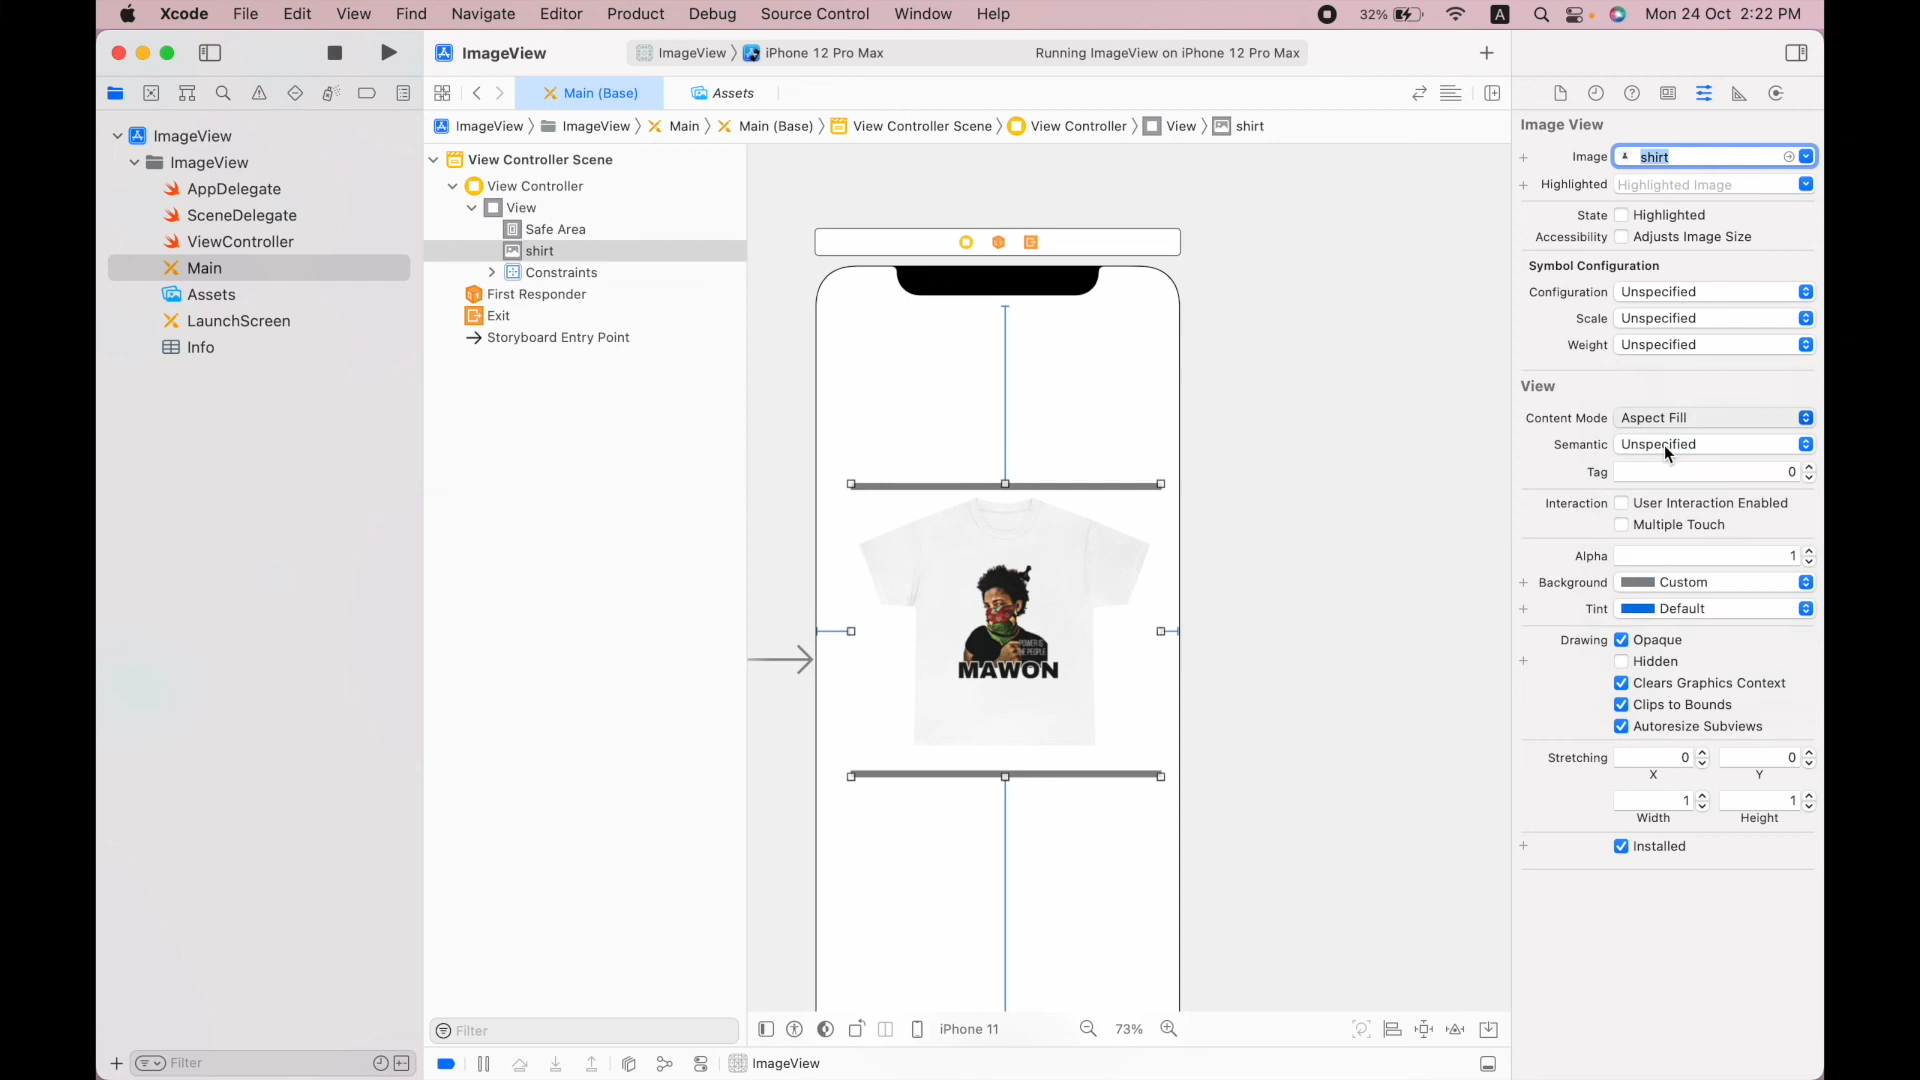 Xcode File Edit View Find Navigate Editor Product Debug Source Control Window Help 32% A Mon 24 Oct 2:22 PM
ImageView ImageView iPhone 12 Pro Max Running ImageView on iPhone 12 Pro Max
Main (Base) Assets
ImageView ImageView Main Main (Base) View Controller Scene View Controller View shirt
ImageView
ImageView
AppDelegate
SceneDelegate
ViewController
Main
Assets
LaunchScreen
Info
Filter
View Controller Scene
View Controller
View
Safe Area
shirt
Constraints
First Responder
Exit
Storyboard Entry Point
Filter
POWER IS
THE PEOPLE
MAWON
iPhone 11 73%
ImageView
Image View
Image shirt
Highlighted Highlighted Image
State Highlighted
Accessibility Adjusts Image Size
Symbol Configuration
Configuration Unspecified
Scale Unspecified
Weight Unspecified
View
Content Mode Aspect Fill
Semantic Unspecified
Tag 0
Interaction User Interaction Enabled
Multiple Touch
Alpha 1
Background Custom
Tint Default
Drawing Opaque
Hidden
Clears Graphics Context
Clips to Bounds
Autoresize Subviews
Stretching 0 0
X Y
1 1
Width Height
Installed